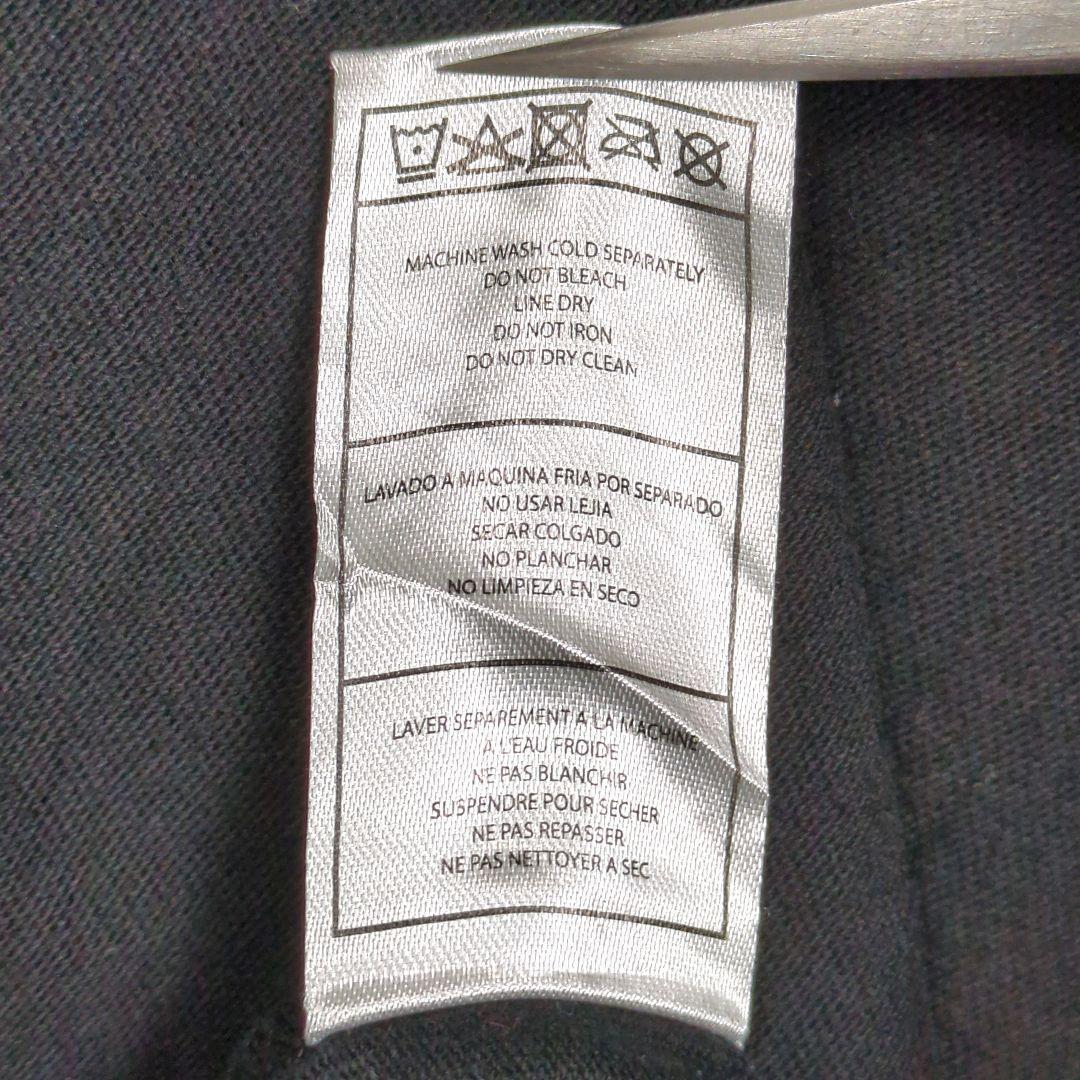 MACHINE WASH COLD SEPARATELY
DO NOT BLEACH
LINE DRY
DO NOT IRON
DO NOT DRY CLEAN
LAVADO A MAQUINA FRIA POR SEPARADO
NO USAR LEJIA
SECAR COLGADO
NO PLANCHAR
NO LIMPIEZA EN SECO
LAVER SEPAREMENT A LA MACHINE
A L'EAU FROIDE
NE PAS BLANCHIR
SUSPENDRE POUR SECHER
NE PAS REPASSER
NE PAS NETTOYER A SEC